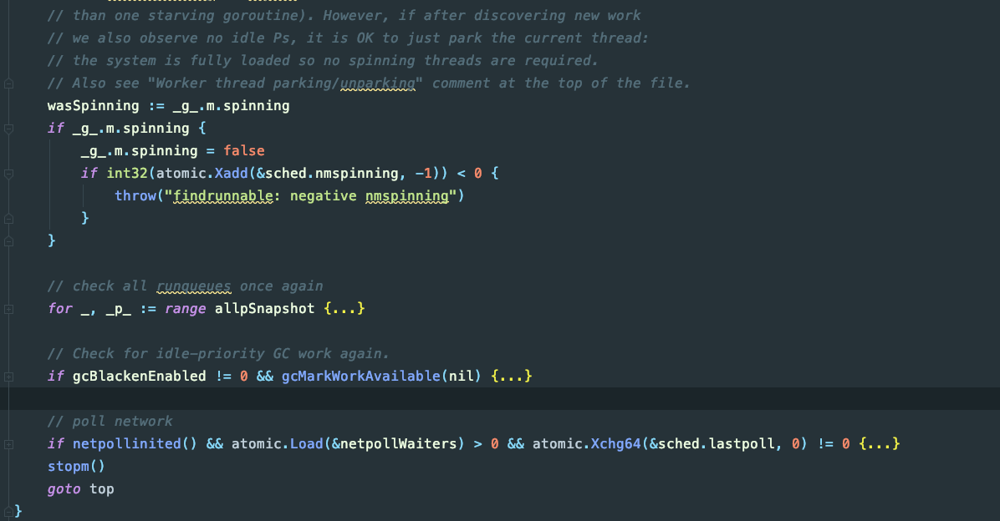 // than one starving goroutine). However, if after discovering new work
// we also observe no idle Ps, it is OK to just park the current thread:
// the system is fully loaded so no spinning threads are required.
// Also see "Worker thread parking/unparking" comment at the top of the file.
wasSpinning := _g_.m.spinning
if _g_.m.spinning {
    _g_.m.spinning = false
    if int32(atomic.Xadd(&sched.nmspinning, -1)) < 0 {
        throw("findrunnable: negative nmspinning")
    }
}
// check all runqueues once again
for _, _p_ := range allpSnapshot {...}
// Check for idle-priority GC work again.
if gcBlackenEnabled != 0 && gcMarkWorkAvailable(nil) {...}
// poll network
if netpollinited() && atomic.Load(&netpollWaiters) > 0 && atomic.Xchg64(&sched.lastpoll, 0) != 0 {...}
stopm()
goto top
}